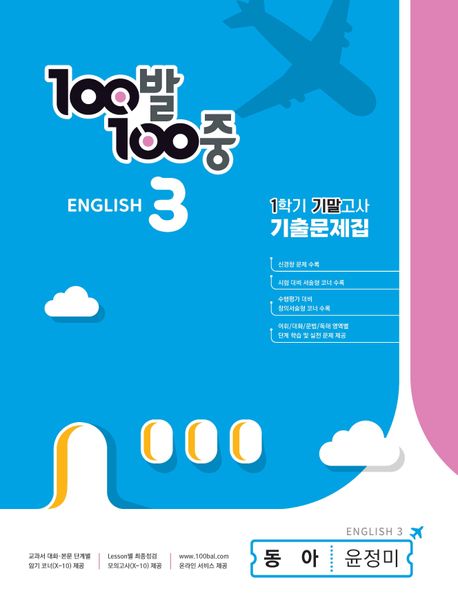 100발
100중
ENGLISH 3
1학기 기말고사
기출문제집
신경향 문제 수록
시험 대비 서술형 코너 수록
수행평가 대비
창의서술형 코너 수록
어휘/대화/문법/독해 영역별
단계 학습 및 실전 문제 제공
ENGLISH 3
동아 윤정미
교과서 대화·본문 단계별
암기 코너(X-10) 제공
Lesson별 최종점검
모의고사(X-10) 제공
www.100bal.com
온라인 서비스 제공